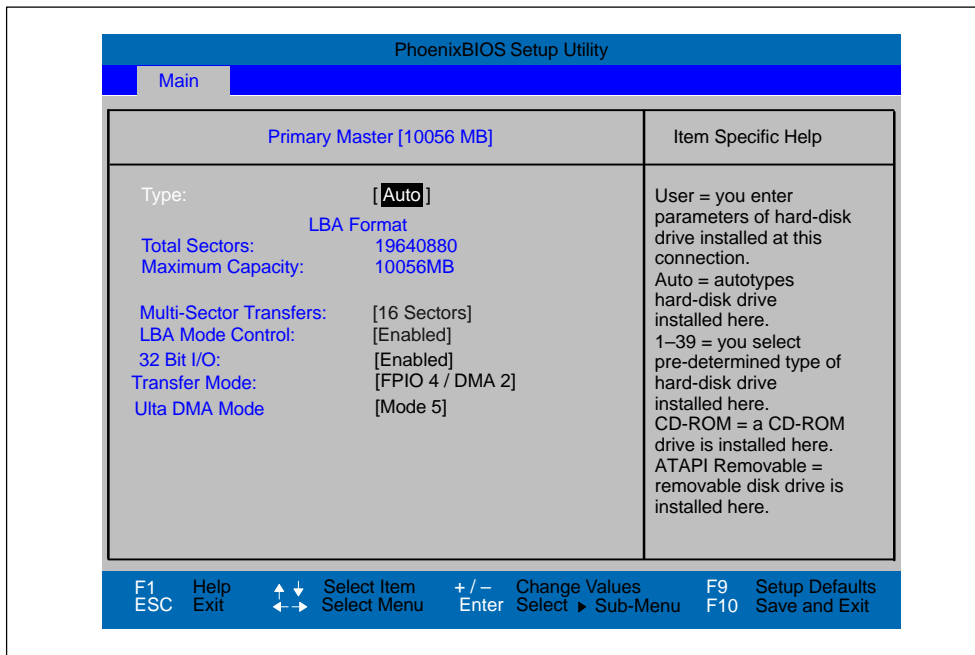 PhoenixBIOS Setup Utility
Main
Primary Master [10056 MB]
Item Specific Help
Type: [ Auto ]
LBA Format
Total Sectors: 19640880
Maximum Capacity: 10056MB
Multi-Sector Transfers: [16 Sectors]
LBA Mode Control: [Enabled]
32 Bit I/O: [Enabled]
Transfer Mode: [FPIO 4 / DMA 2]
Ulta DMA Mode [Mode 5]
User = you enter
parameters of hard-disk
drive installed at this
connection.
Auto = autotypes
hard-disk drive
installed here.
1–39 = you select
pre-determined type of
hard-disk drive
installed here.
CD-ROM = a CD-ROM
drive is installed here.
ATAPI Removable =
removable disk drive is
installed here.
F1 Help Select Item + / – Change Values F9 Setup Defaults
ESC Exit Select Menu Enter Select Sub-Menu F10 Save and Exit